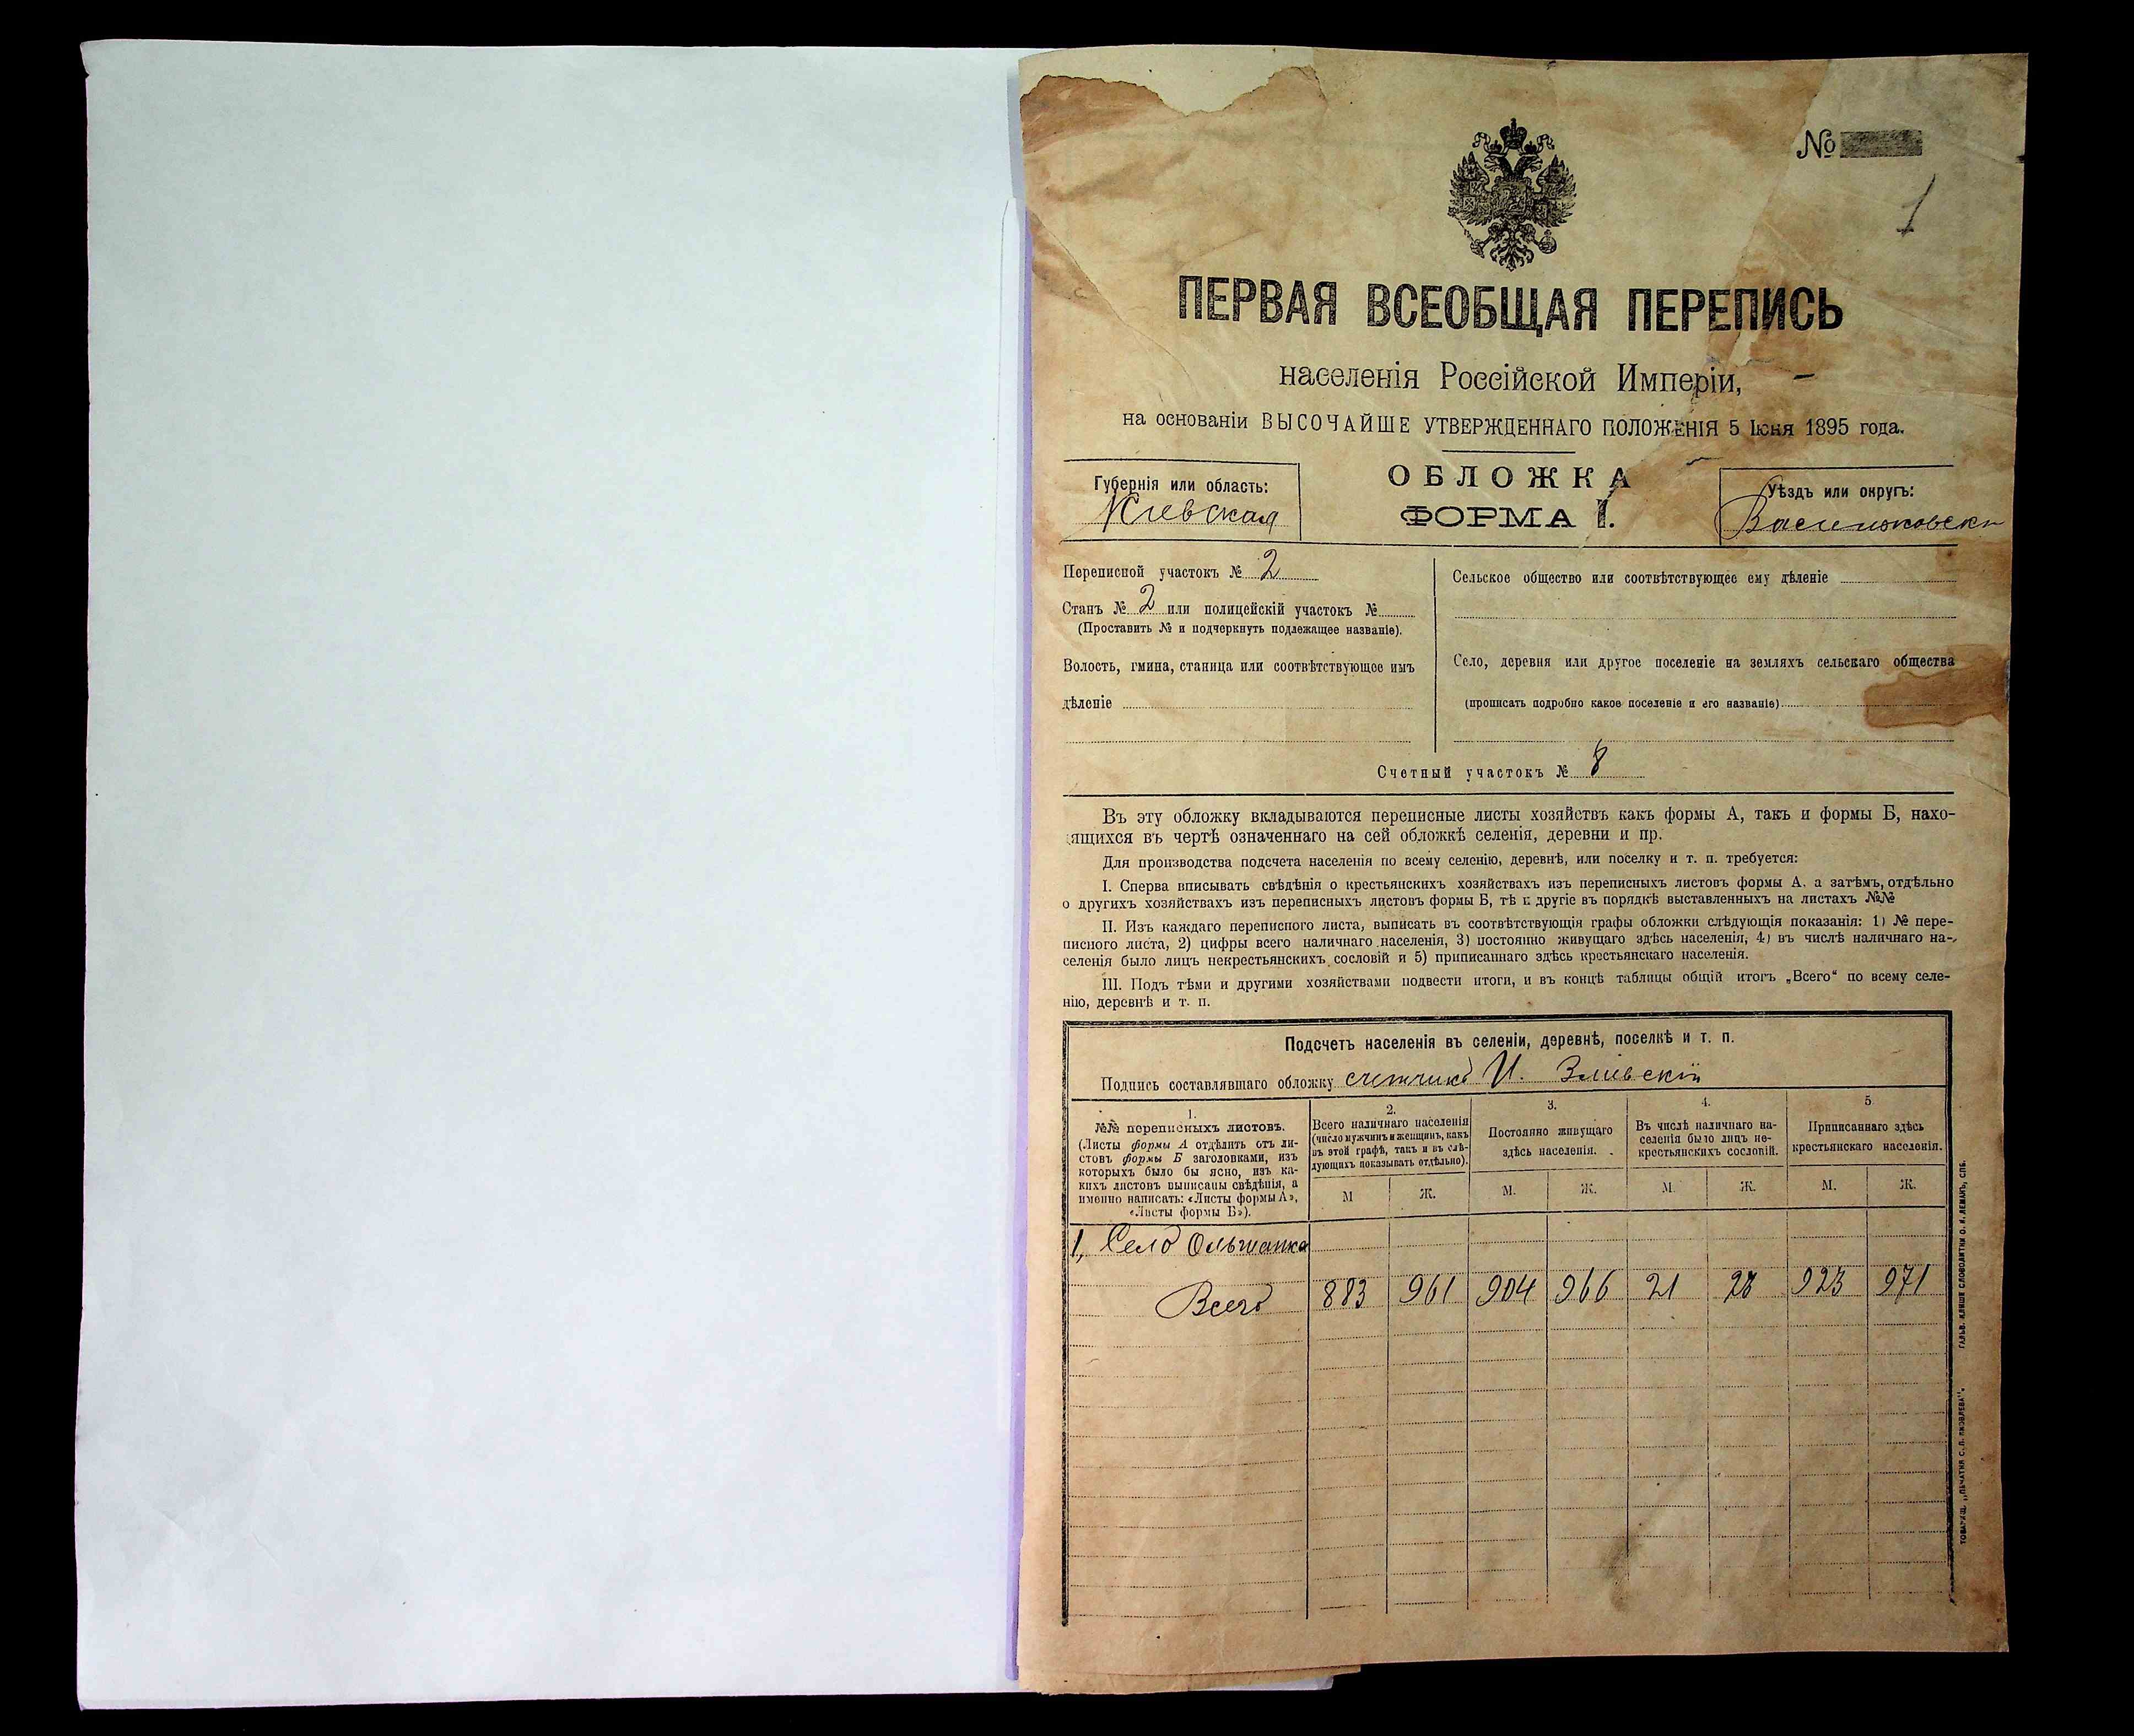 №
1
ПЕРВАЯ ВСЕОБЩАЯ ПЕРЕПИСЬ
населенія Россійской Имперіи,
на основаніи ВЫСОЧАЙШЕ УТВЕРЖДЕННАГО ПОЛОЖЕНІЯ 5 Іюня 1895 года.
Губернія или область:
Кіевская
ОБЛОЖКА
ФОРМА I.
Уѣздъ или округъ:
Васильковскі
Переписной участокъ № 2
Станъ № 2 или полицейскій участокъ №
(Проставить № и подчеркнуть подлежащее названіе).
Волость, гмина, станица или соотвѣтствующее имъ
дѣленіе
Сельское общество или соотвѣтствующее ему дѣленіе
Село, деревня или другое поселеніе на земляхъ сельскаго общества
(прописать подробно какое поселеніе и его названіе)
Счетный участокъ № 8
Въ эту обложку вкладываются переписные листы хозяйствъ какъ формы А, такъ и формы Б, нахо-
дящихся въ чертѣ означеннаго на сей обложкѣ селенія, деревни и пр.
Для производства подсчета населенія по всему селенію, деревнѣ, или поселку и т. п. требуется:
I. Сперва вписывать свѣдѣнія о крестьянскихъ хозяйствахъ изъ переписныхъ листовъ формы А. а затѣмъ, отдѣльно
о другихъ хозяйствахъ изъ переписныхъ листовъ формы Б, тѣ и другіе въ порядкѣ выставленныхъ на листахъ №№
II. Изъ каждаго переписного листа, выписать въ соотвѣтствующія графы обложки слѣдующія показанія: 1) № пере-
писного листа, 2) цифры всего наличнаго населенія, 3) постоянно живущаго здѣсь населенія, 4) въ числѣ наличнаго на-
селенія было лицъ некрестьянскихъ сословій и 5) приписаннаго здѣсь крестьянскаго населенія.
III. Подъ тѣми и другими хозяйствами подвести итоги, и въ концѣ таблицы общій итогъ „Всего“ по всему селе-
нію, деревнѣ и т. п.
Подсчетъ населенія въ селеніи, деревнѣ, поселкѣ и т. п.
Подпись составлявшаго обложку счетчикъ И.
1.
№№ переписныхъ листовъ.
(Листы формы А отдѣлить отъ ли-
стовъ формы Б заголовками, изъ
которыхъ было бы ясно, изъ ка-
кихъ листовъ выписаны свѣдѣнія, а
именно написать: «Листы формы А»,
«Листы формы Б»).
2.
Всего наличнаго населенія
(число мужчинъ и женщинъ, какъ
въ этой графѣ, такъ и въ слѣ-
дующихъ показывать отдѣльно).
3.
Постоянно живущаго
здѣсь населенія.
4.
Въ числѣ наличнаго на-
селенія было лицъ не-
крестьянскихъ сословій.
5.
Приписаннаго здѣсь
крестьянскаго населенія.
М Ж. М. Ж. М. Ж. М. Ж.
1, Село Ольшанка
Всего 883 961 904 966 21 28 923 971
ТОВАРИЩ. „ПЕЧАТНЯ С. П. ЯКОВЛЕВА“. ГАЛЬВ. КЛИШЕ СЛОВОЛИТНИ О. И. ЛЕМАНЪ, СПБ.